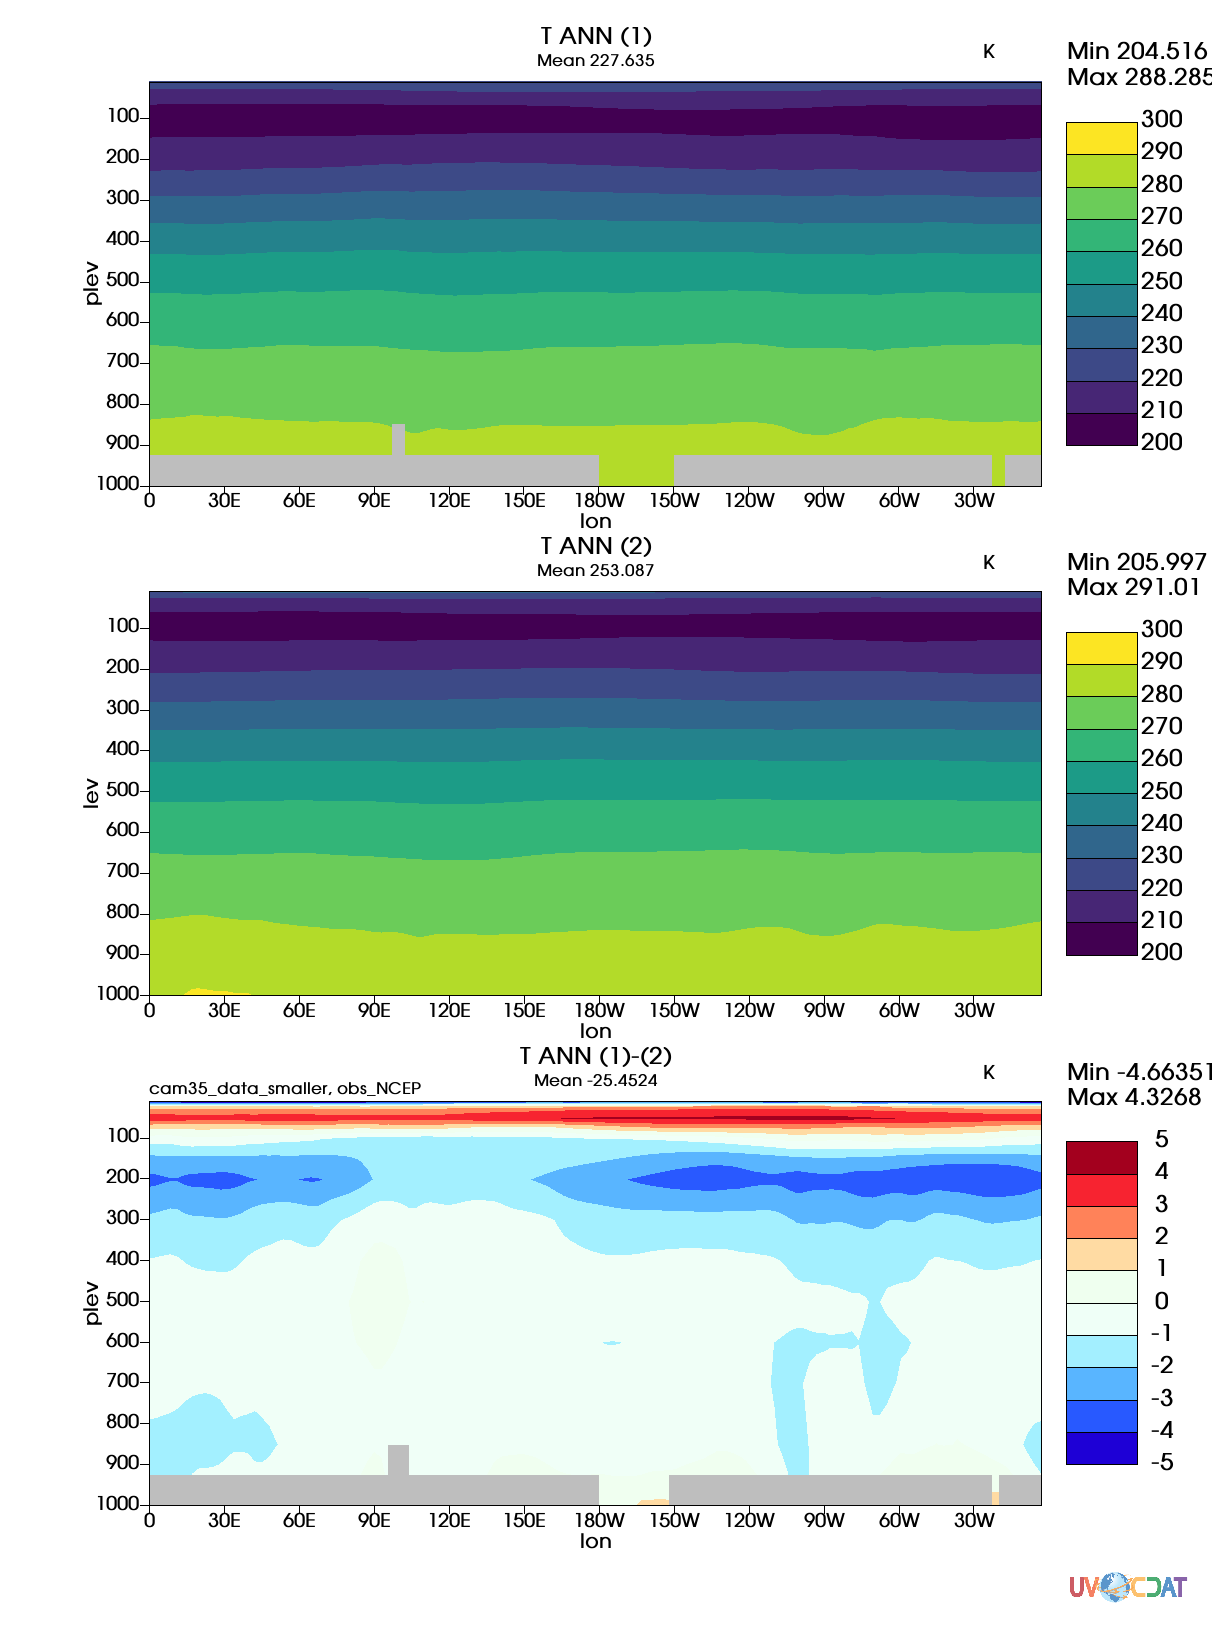 T ANN (1)
Mean 227.635
K
Min 204.516
Max 288.285
plev
100
200
300
400
500
600
700
800
900
1000
0 30E 60E 90E 120E 150E 180W 150W 120W 90W 60W 30W
lon
300
290
280
270
260
250
240
230
220
210
200
T ANN (2)
Mean 253.087
K
Min 205.997
Max 291.01
lev
100
200
300
400
500
600
700
800
900
1000
0 30E 60E 90E 120E 150E 180W 150W 120W 90W 60W 30W
lon
300
290
280
270
260
250
240
230
220
210
200
T ANN (1)-(2)
Mean -25.4524
cam35_data_smaller, obs_NCEP
K
Min -4.66351
Max 4.3268
plev
100
200
300
400
500
600
700
800
900
1000
0 30E 60E 90E 120E 150E 180W 150W 120W 90W 60W 30W
lon
5
4
3
2
1
0
-1
-2
-3
-4
-5
UV CDAT